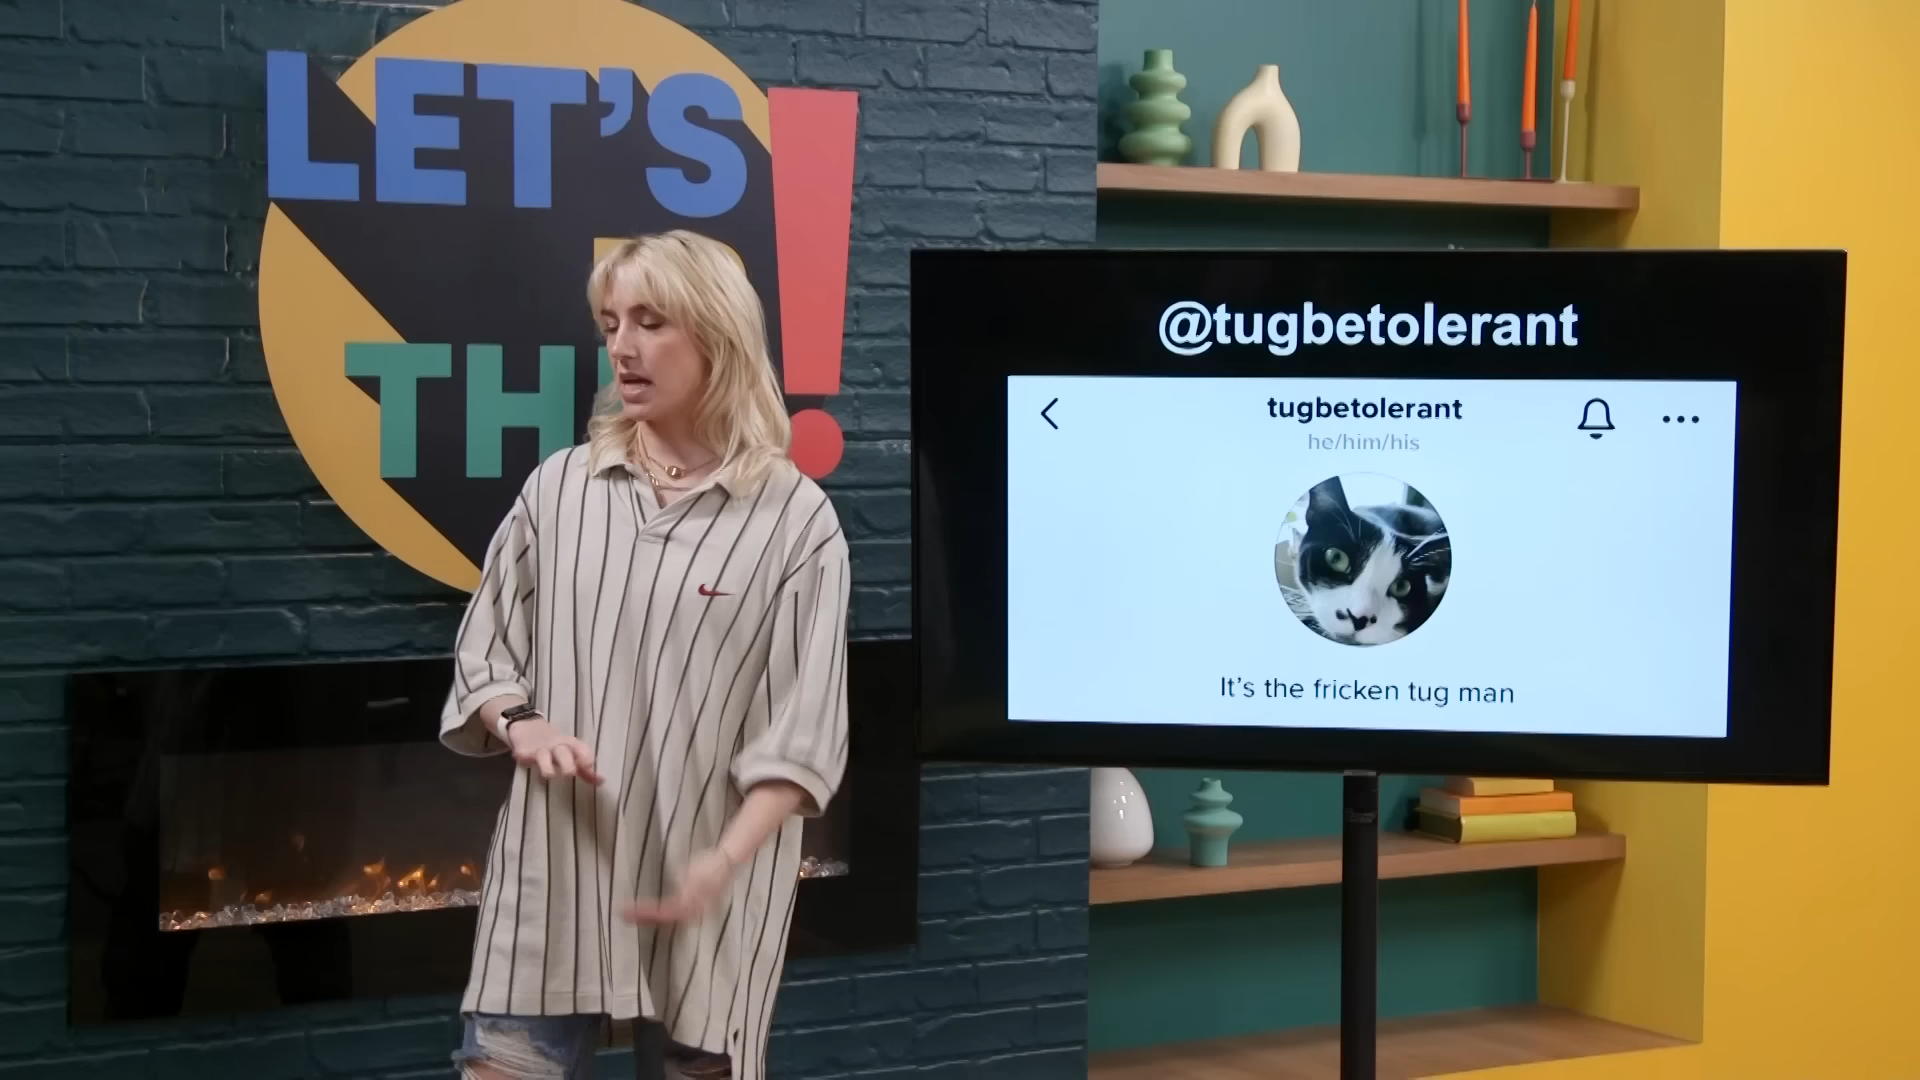 LET'S
TH
!
@tugbetolerant
tugbetolerant
he/him/his
It's the fricken tug man